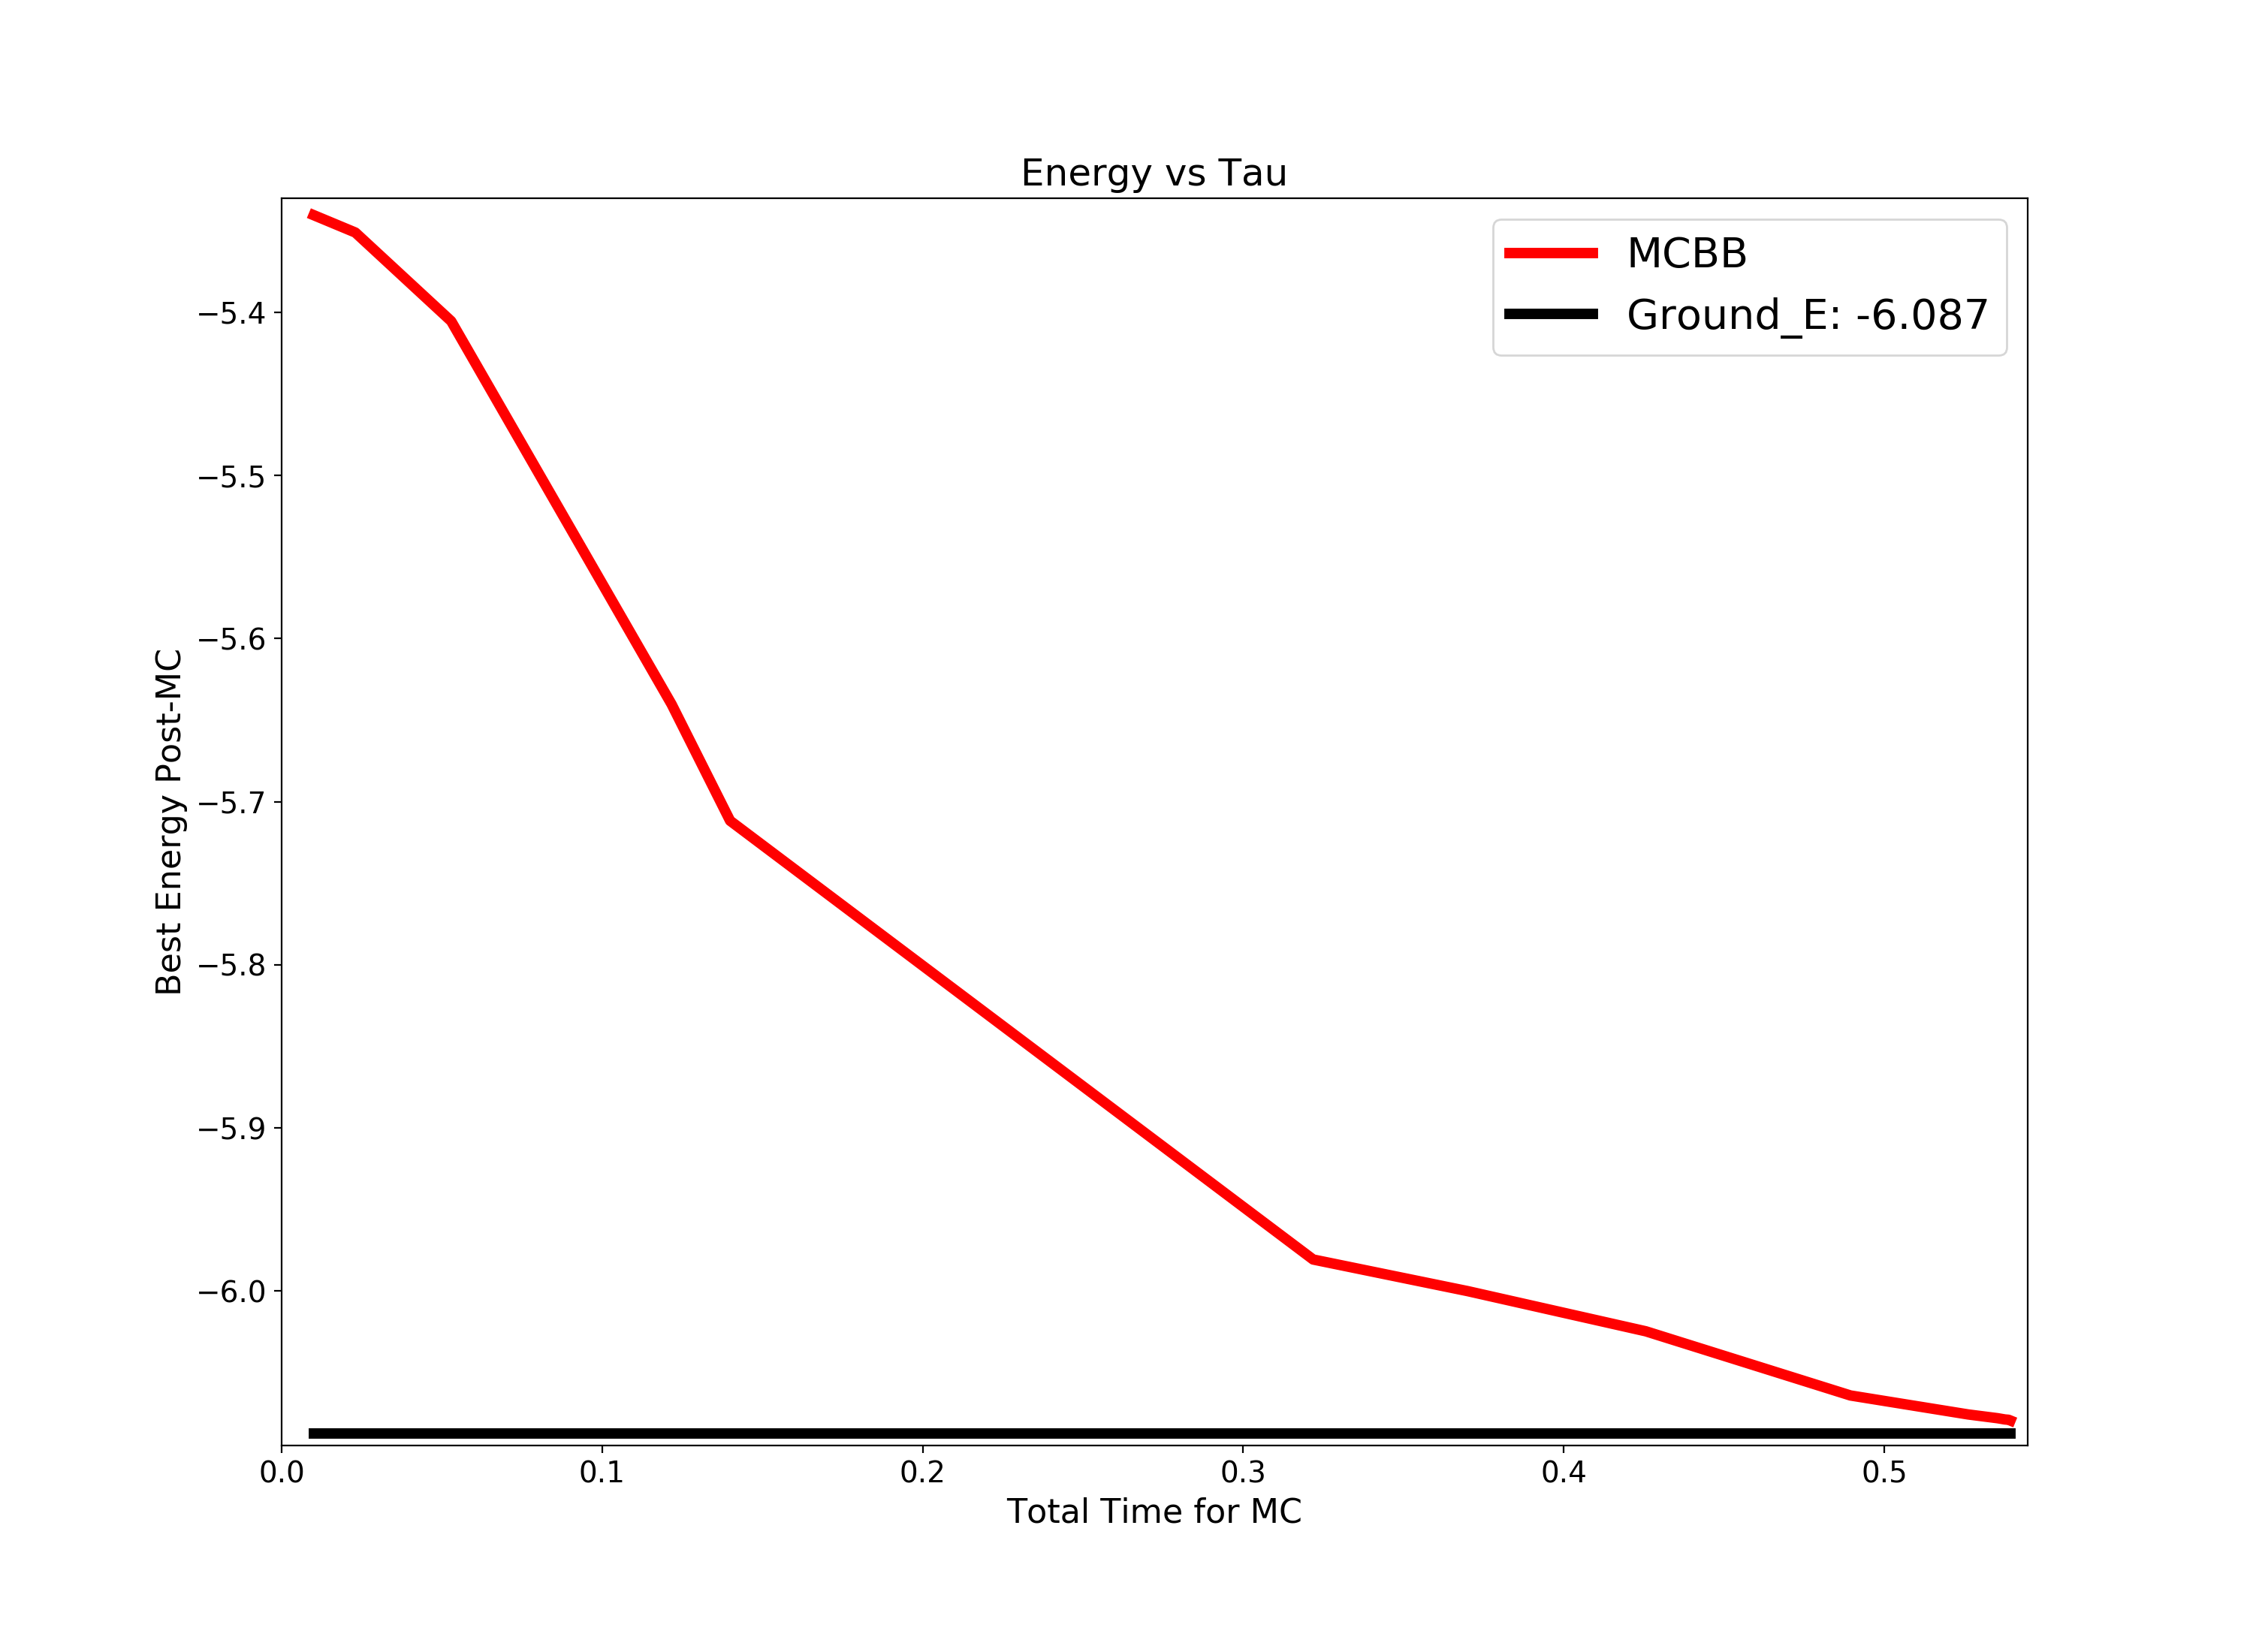 Energy vs Tau
MCBB
Ground_E: -6.087
Best Energy Post-MC
−5.4
−5.5
−5.6
−5.7
−5.8
−5.9
−6.0
0.0 0.1 0.2 0.3 0.4 0.5
Total Time for MC